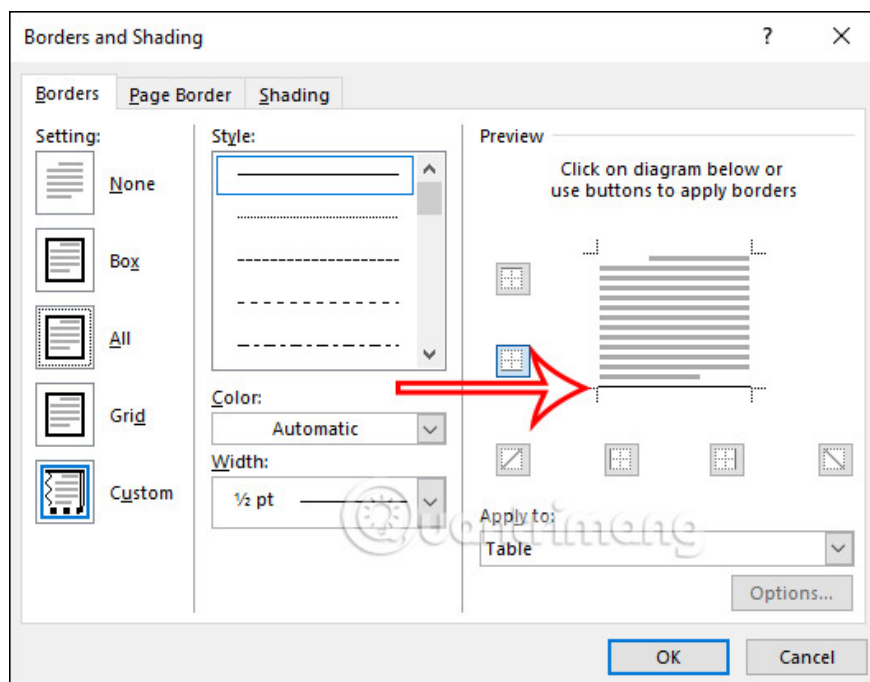 Borders and Shading
?
Borders
Page Border
Shading
Setting:
None
Box
All
Grid
Custom
Style:
Color:
Automatic
Width:
½ pt
Preview
Click on diagram below or
use buttons to apply borders
Apply to:
Table
Options...
OK
Cancel
Quantrimang